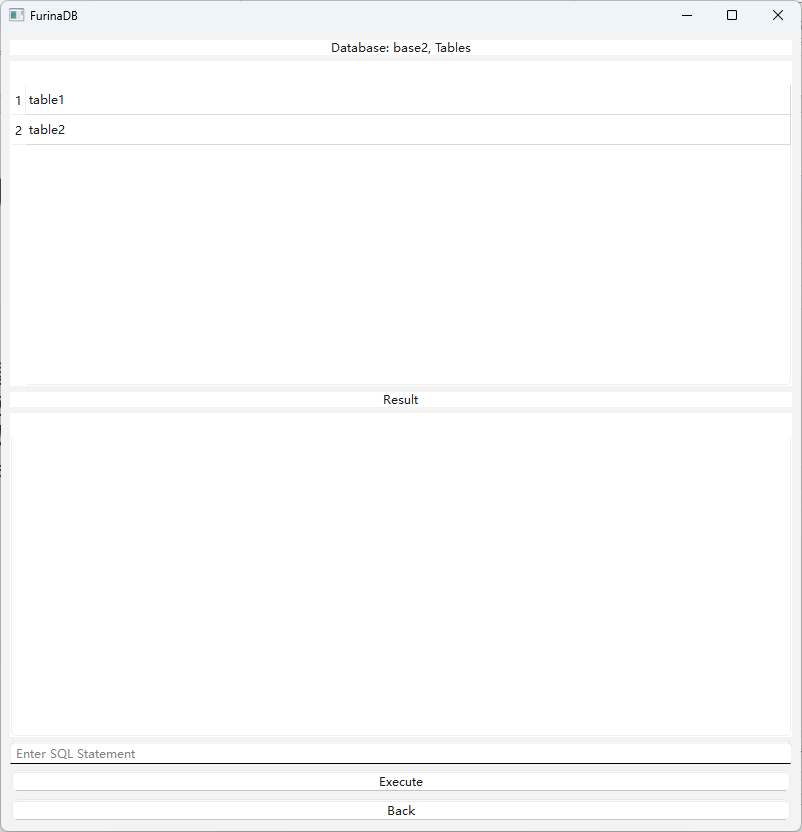 FurinaDB
Database: base2, Tables
1 table1
2 table2
Result
Enter SQL Statement
Execute
Back